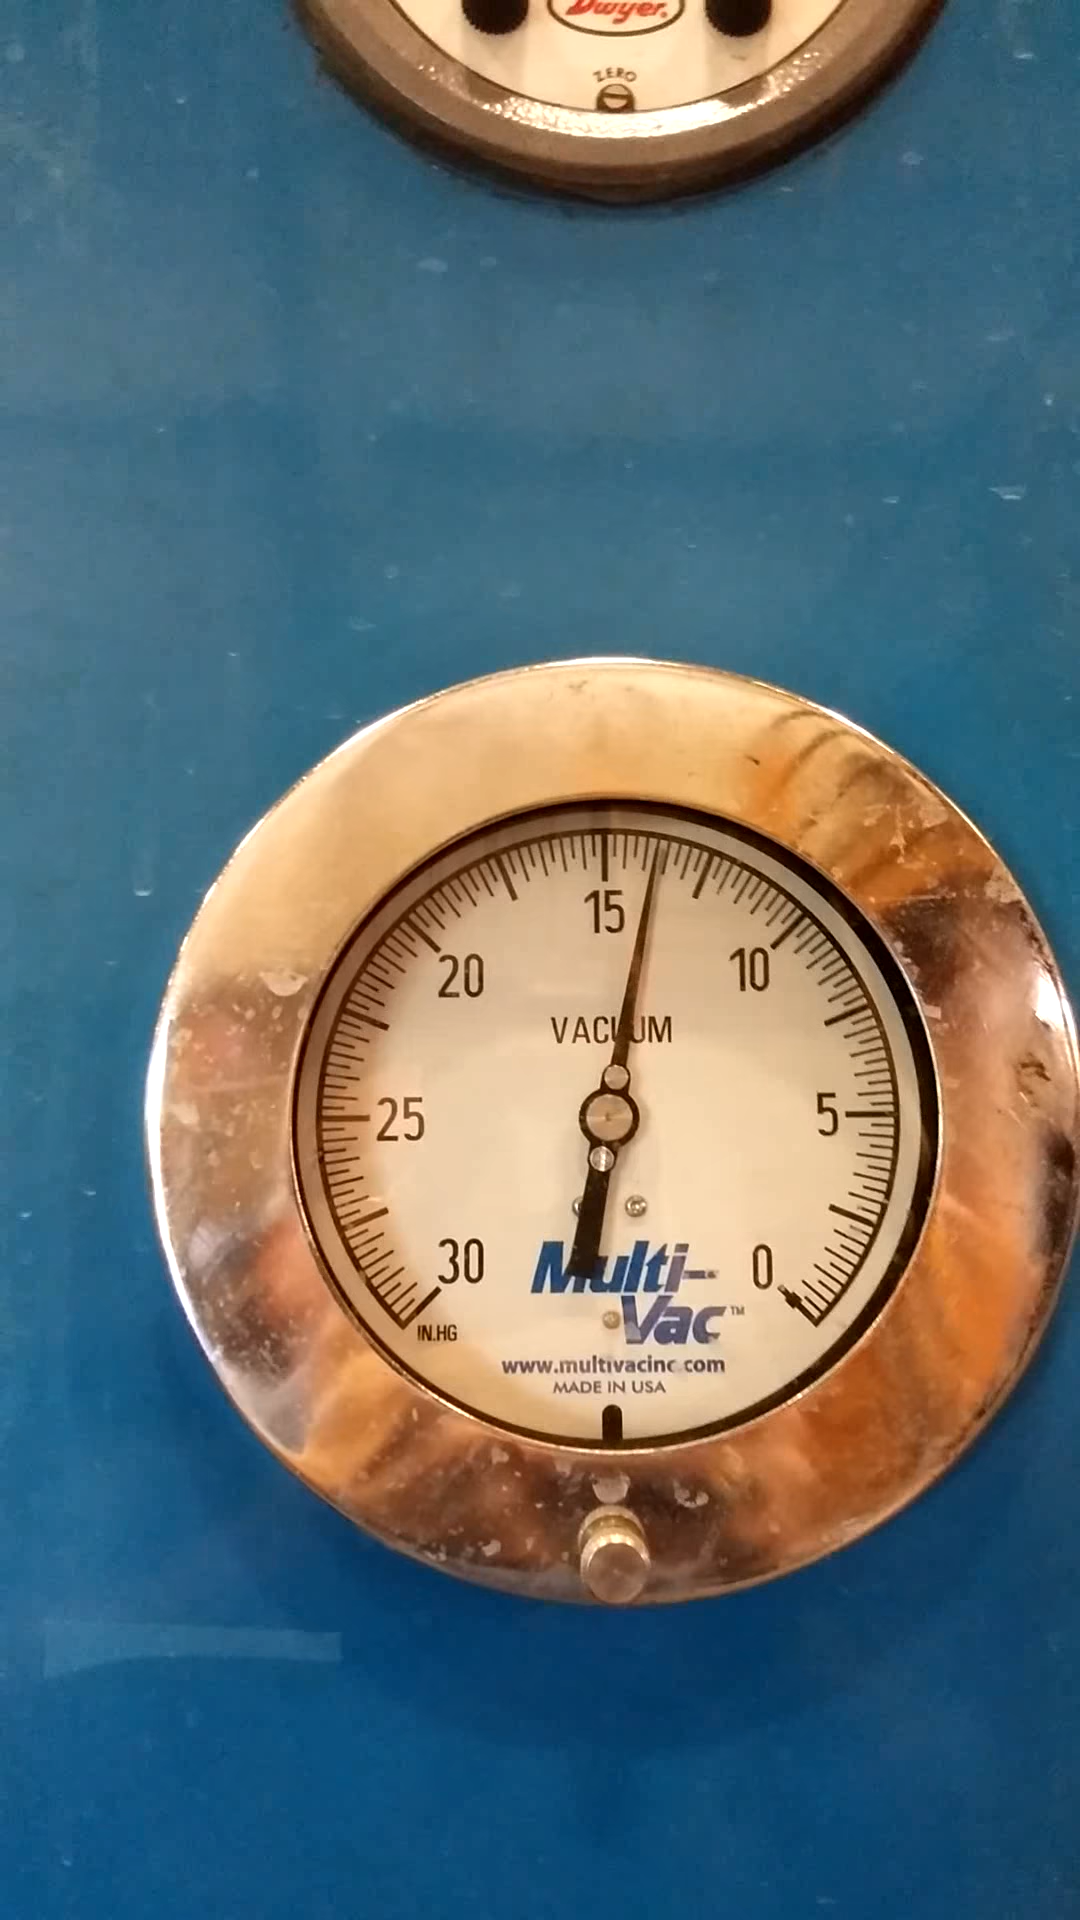 Dwyer.
ZERO
15
20
10
VACUUM
25
5
30
0
Multi-
Vac™
IN.HG
www.multivacinc.com
MADE IN USA